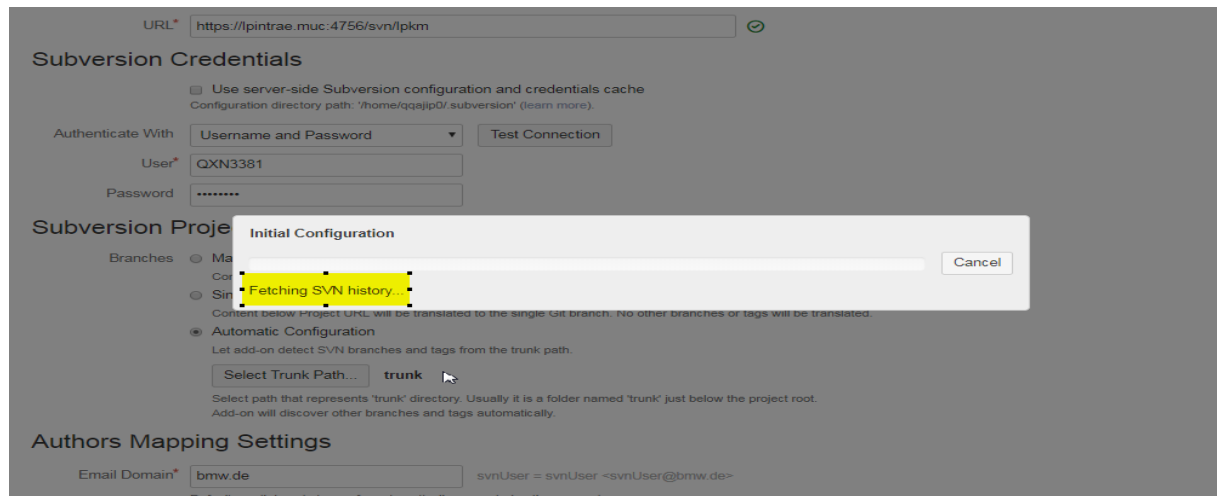 URL* https://lpintrae.muc:4756/svn/lpkm
Subversion Credentials
Use server-side Subversion configuration and credentials cache
Configuration directory path: '/home/qqajip0/.subversion' (learn more).
Authenticate With Username and Password Test Connection
User* QXN3381
Password ••••••••
Subversion Proje
Initial Configuration
Branches Ma
Cancel
Fetching SVN history...
Sin
Content below Project URL will be translated to the single Git branch. No other branches or tags will be translated.
Automatic Configuration
Let add-on detect SVN branches and tags from the trunk path.
Select Trunk Path... trunk
Select path that represents 'trunk' directory. Usually it is a folder named 'trunk' just below the project root.
Add-on will discover other branches and tags automatically.
Authors Mapping Settings
Email Domain* bmw.de svnUser = svnUser <svnUser@bmw.de>